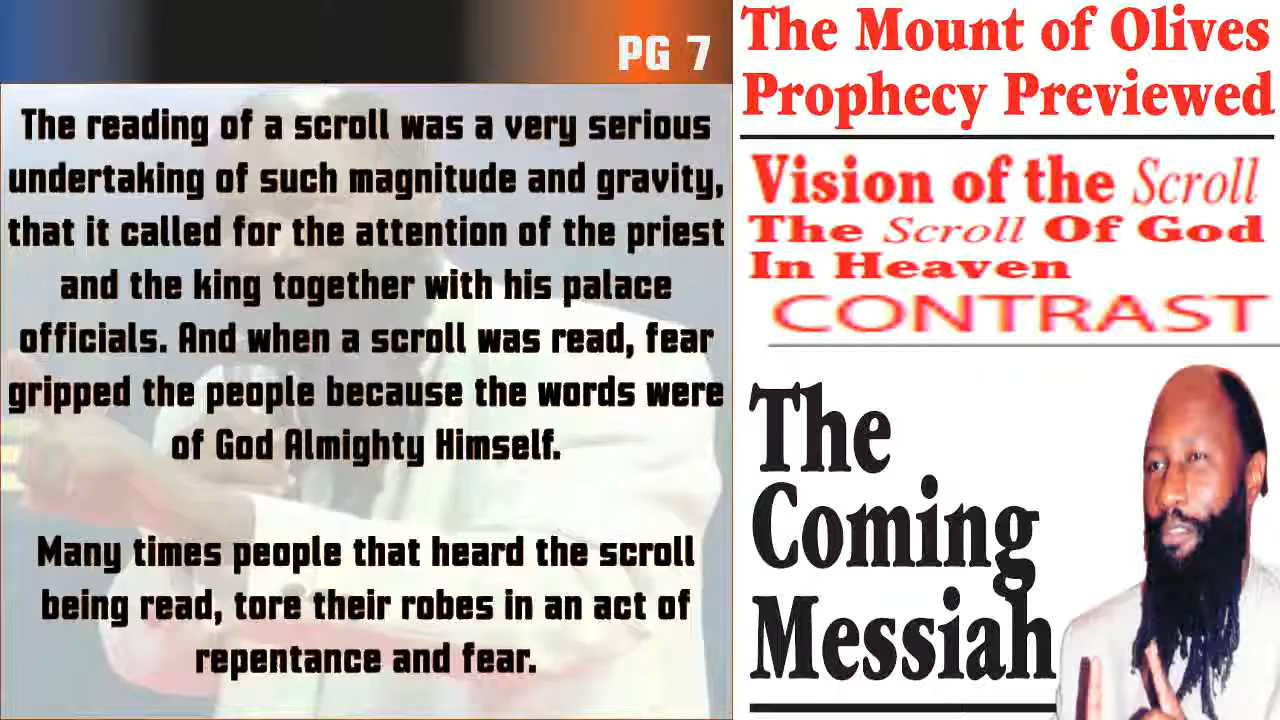 PG 7
The reading of a scroll was a very serious
undertaking of such magnitude and gravity,
that it called for the attention of the priest
and the king together with his palace
officials. And when a scroll was read, fear
gripped the people because the words were
of God Almighty Himself.
Many times people that heard the scroll
being read, tore their robes in an act of
repentance and fear.
The Mount of Olives
Prophecy Previewed
Vision of the Scroll
The Scroll Of God
In Heaven
CONTRAST
The
Coming
Messiah